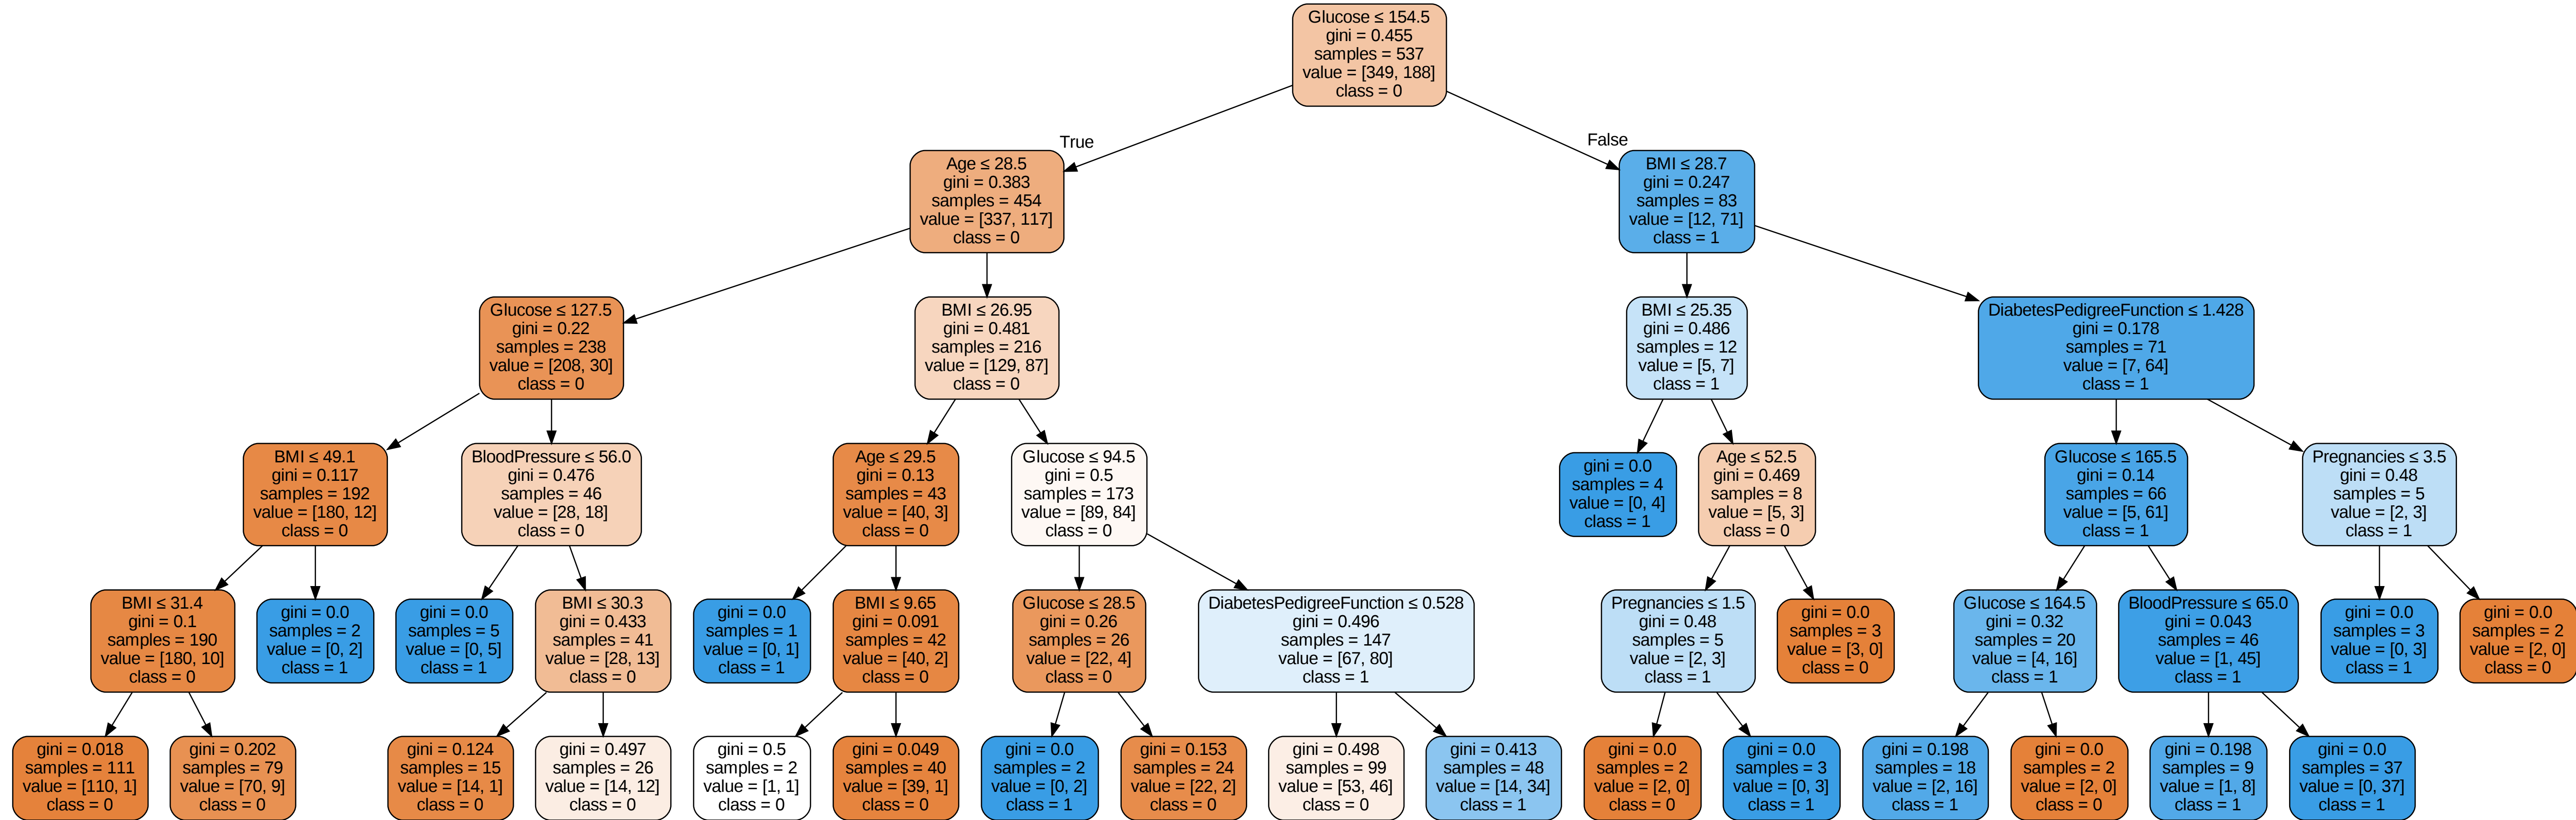 Glucose ≤ 154.5
gini = 0.455
samples = 537
value = [349, 188]
class = 0
True
False
Age ≤ 28.5
gini = 0.383
samples = 454
value = [337, 117]
class = 0
BMI ≤ 28.7
gini = 0.247
samples = 83
value = [12, 71]
class = 1
Glucose ≤ 127.5
gini = 0.22
samples = 238
value = [208, 30]
class = 0
BMI ≤ 26.95
gini = 0.481
samples = 216
value = [129, 87]
class = 0
BMI ≤ 25.35
gini = 0.486
samples = 12
value = [5, 7]
class = 1
DiabetesPedigreeFunction ≤ 1.428
gini = 0.178
samples = 71
value = [7, 64]
class = 1
BMI ≤ 49.1
gini = 0.117
samples = 192
value = [180, 12]
class = 0
BloodPressure ≤ 56.0
gini = 0.476
samples = 46
value = [28, 18]
class = 0
Age ≤ 29.5
gini = 0.13
samples = 43
value = [40, 3]
class = 0
Glucose ≤ 94.5
gini = 0.5
samples = 173
value = [89, 84]
class = 0
gini = 0.0
samples = 4
value = [0, 4]
class = 1
Age ≤ 52.5
gini = 0.469
samples = 8
value = [5, 3]
class = 0
Glucose ≤ 165.5
gini = 0.14
samples = 66
value = [5, 61]
class = 1
Pregnancies ≤ 3.5
gini = 0.48
samples = 5
value = [2, 3]
class = 1
BMI ≤ 31.4
gini = 0.1
samples = 190
value = [180, 10]
class = 0
gini = 0.0
samples = 2
value = [0, 2]
class = 1
gini = 0.0
samples = 5
value = [0, 5]
class = 1
BMI ≤ 30.3
gini = 0.433
samples = 41
value = [28, 13]
class = 0
gini = 0.0
samples = 1
value = [0, 1]
class = 1
BMI ≤ 9.65
gini = 0.091
samples = 42
value = [40, 2]
class = 0
Glucose ≤ 28.5
gini = 0.26
samples = 26
value = [22, 4]
class = 0
DiabetesPedigreeFunction ≤ 0.528
gini = 0.496
samples = 147
value = [67, 80]
class = 1
Pregnancies ≤ 1.5
gini = 0.48
samples = 5
value = [2, 3]
class = 1
gini = 0.0
samples = 3
value = [3, 0]
class = 0
Glucose ≤ 164.5
gini = 0.32
samples = 20
value = [4, 16]
class = 1
BloodPressure ≤ 65.0
gini = 0.043
samples = 46
value = [1, 45]
class = 1
gini = 0.0
samples = 3
value = [0, 3]
class = 1
gini = 0.0
samples = 2
value = [2, 0]
class = 0
gini = 0.018
samples = 111
value = [110, 1]
class = 0
gini = 0.202
samples = 79
value = [70, 9]
class = 0
gini = 0.124
samples = 15
value = [14, 1]
class = 0
gini = 0.497
samples = 26
value = [14, 12]
class = 0
gini = 0.5
samples = 2
value = [1, 1]
class = 0
gini = 0.049
samples = 40
value = [39, 1]
class = 0
gini = 0.0
samples = 2
value = [0, 2]
class = 1
gini = 0.153
samples = 24
value = [22, 2]
class = 0
gini = 0.498
samples = 99
value = [53, 46]
class = 0
gini = 0.413
samples = 48
value = [14, 34]
class = 1
gini = 0.0
samples = 2
value = [2, 0]
class = 0
gini = 0.0
samples = 3
value = [0, 3]
class = 1
gini = 0.198
samples = 18
value = [2, 16]
class = 1
gini = 0.0
samples = 2
value = [2, 0]
class = 0
gini = 0.198
samples = 9
value = [1, 8]
class = 1
gini = 0.0
samples = 37
value = [0, 37]
class = 1